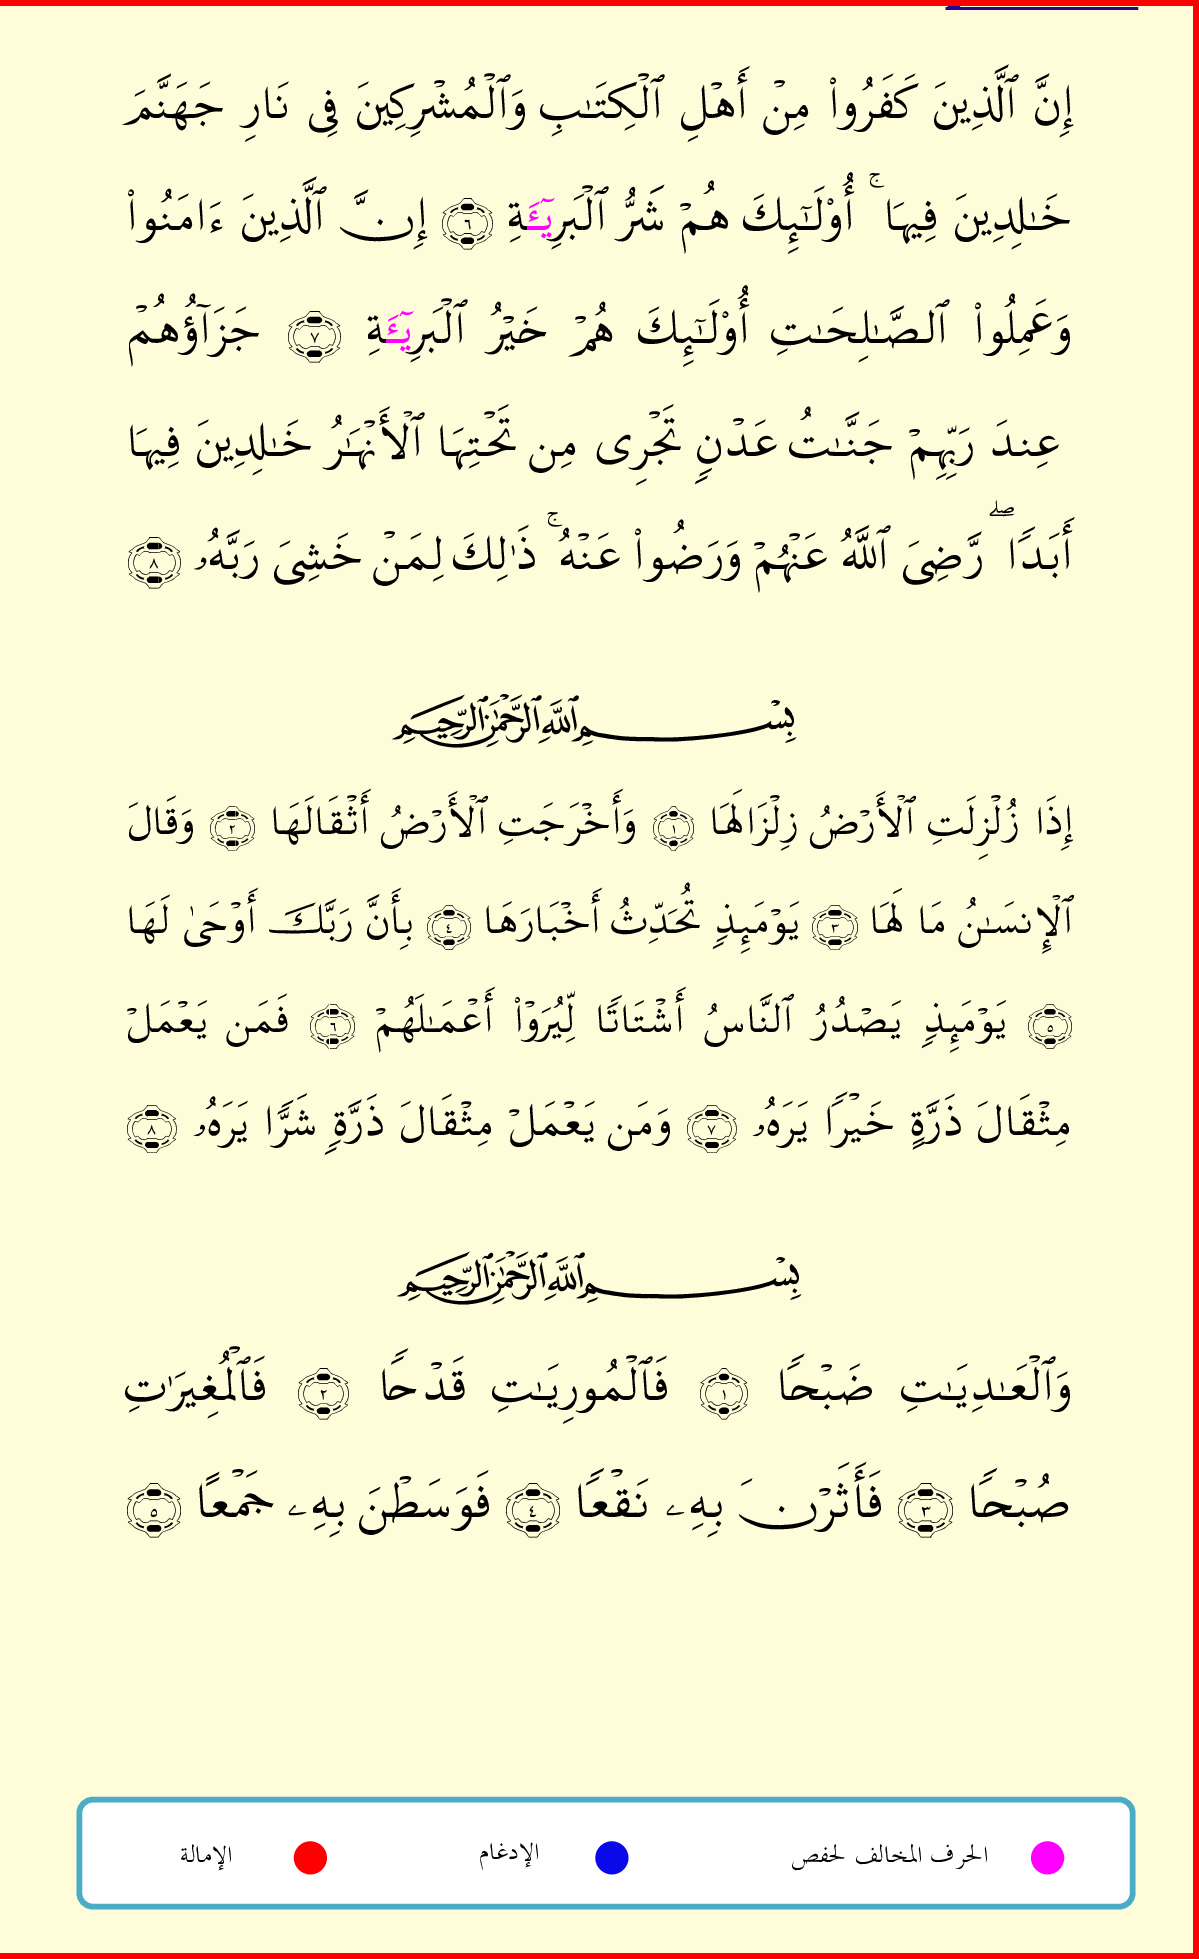 إِنَّ ٱلَّذِينَ كَفَرُوا۟ مِنْ أَهْلِ ٱلْكِتَـٰبِ وَٱلْمُشْرِكِينَ فِى نَارِ جَهَنَّمَ
خَـٰلِدِينَ فِيهَا ۚ أُو۟لَـٰٓئِكَ هُمْ شَرُّ ٱلْبَرِيٓـَٔةِ ٦ إِنَّ ٱلَّذِينَ ءَامَنُوا۟
وَعَمِلُوا۟ ٱلصَّـٰلِحَـٰتِ أُو۟لَـٰٓئِكَ هُمْ خَيْرُ ٱلْبَرِيٓـَٔةِ ٧ جَزَآؤُهُمْ
عِندَ رَبِّهِمْ جَنَّـٰتُ عَدْنٍ تَجْرِى مِن تَحْتِهَا ٱلْأَنْهَـٰرُ خَـٰلِدِينَ فِيهَا
أَبَدًا ۖ رَّضِىَ ٱللَّهُ عَنْهُمْ وَرَضُوا۟ عَنْهُ ۚ ذَٰلِكَ لِمَنْ خَشِىَ رَبَّهُۥ ٨
بِسْمِ ٱللَّهِ ٱلرَّحْمَـٰنِ ٱلرَّحِيمِ
إِذَا زُلْزِلَتِ ٱلْأَرْضُ زِلْزَالَهَا ١ وَأَخْرَجَتِ ٱلْأَرْضُ أَثْقَالَهَا ٢ وَقَالَ
ٱلْإِنسَـٰنُ مَا لَهَا ٣ يَوْمَئِذٍ تُحَدِّثُ أَخْبَارَهَا ٤ بِأَنَّ رَبَّكَ أَوْحَىٰ لَهَا
٥ يَوْمَئِذٍ يَصْدُرُ ٱلنَّاسُ أَشْتَاتًا لِّيُرَوْا۟ أَعْمَـٰلَهُمْ ٦ فَمَن يَعْمَلْ
مِثْقَالَ ذَرَّةٍ خَيْرًا يَرَهُۥ ٧ وَمَن يَعْمَلْ مِثْقَالَ ذَرَّةٍ شَرًّا يَرَهُۥ ٨
بِسْمِ ٱللَّهِ ٱلرَّحْمَـٰنِ ٱلرَّحِيمِ
وَٱلْعَـٰدِيَـٰتِ ضَبْحًا ١ فَٱلْمُورِيَـٰتِ قَدْحًا ٢ فَٱلْمُغِيرَٰتِ
صُبْحًا ٣ فَأَثَرْنَ بِهِۦ نَقْعًا ٤ فَوَسَطْنَ بِهِۦ جَمْعًا ٥
الحرف المخالف لحفص الإدغام الإمالة